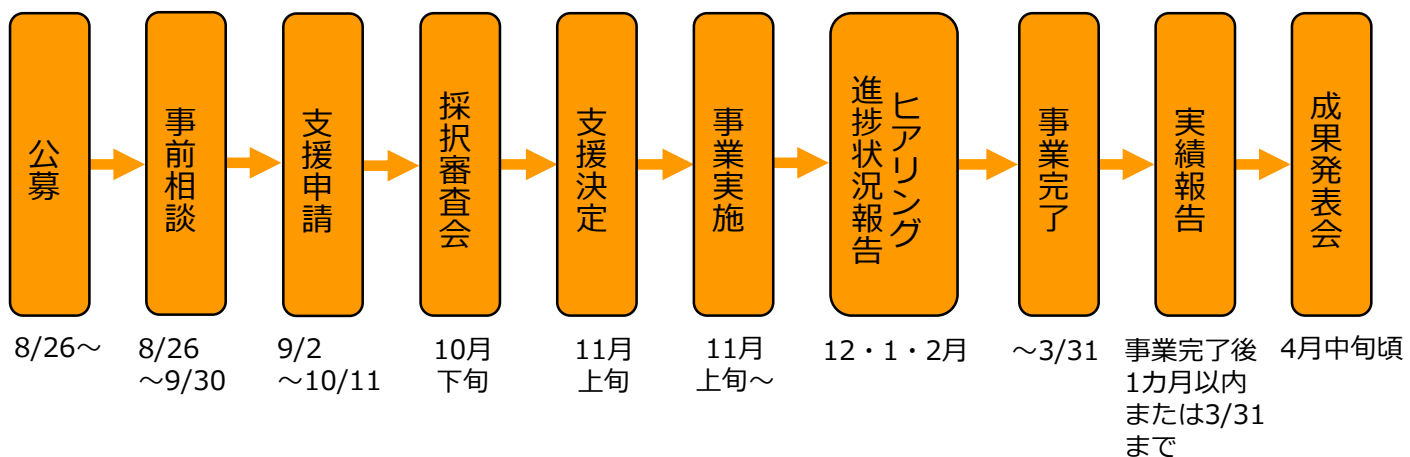 公募
事前相談
支援申請
採択審査会
支援決定
事業実施
ヒアリング
進捗状況報告
事業完了
実績報告
成果発表会
8/26～
8/26
～9/30
9/2
～10/11
10月
下旬
11月
上旬
11月
上旬～
12・1・2月
～3/31
事業完了後
1カ月以内
または3/31
まで
4月中旬頃